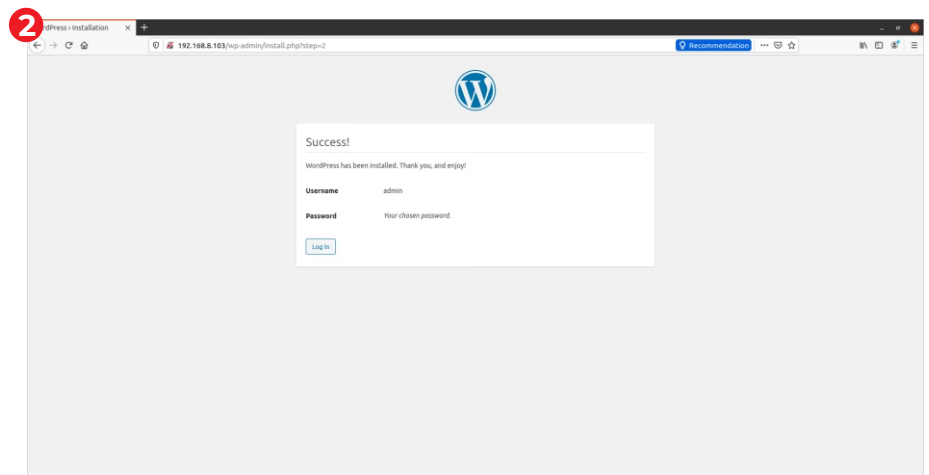 2
dPress › Installation
192.168.8.103/wp-admin/install.php?step=2
Recommendation
Success!
WordPress has been installed. Thank you, and enjoy!
Username admin
Password Your chosen password.
Log In